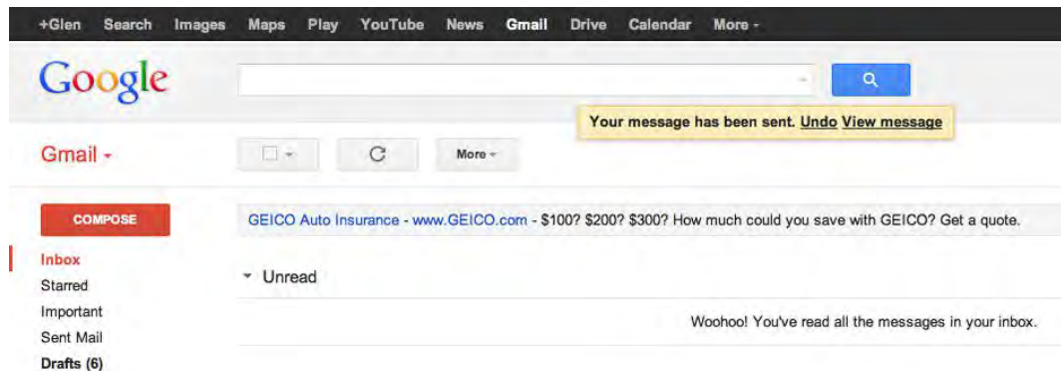 +Glen Search Images Maps Play YouTube News Gmail Drive Calendar More
Google
Your message has been sent. Undo View message
Gmail
More
COMPOSE
GEICO Auto Insurance - www.GEICO.com - $100? $200? $300? How much could you save with GEICO? Get a quote.
Inbox
Unread
Starred
Important
Woohoo! You've read all the messages in your inbox.
Sent Mail
Drafts (6)